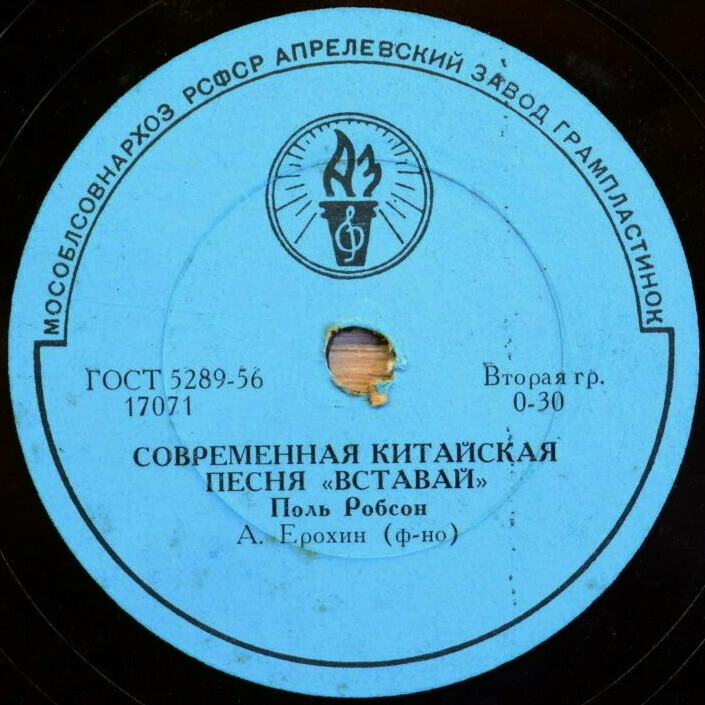 МОСОБЛСОВНАРХОЗ РСФСР АПРЕЛЕВСКИЙ ЗАВОД ГРАМПЛАСТИНОК
АЗ
ГОСТ 5289-56
17071
Вторая гр.
0-30
СОВРЕМЕННАЯ КИТАЙСКАЯ
ПЕСНЯ «ВСТАВАЙ»
Поль Робсон
А. Ерохин (ф-но)